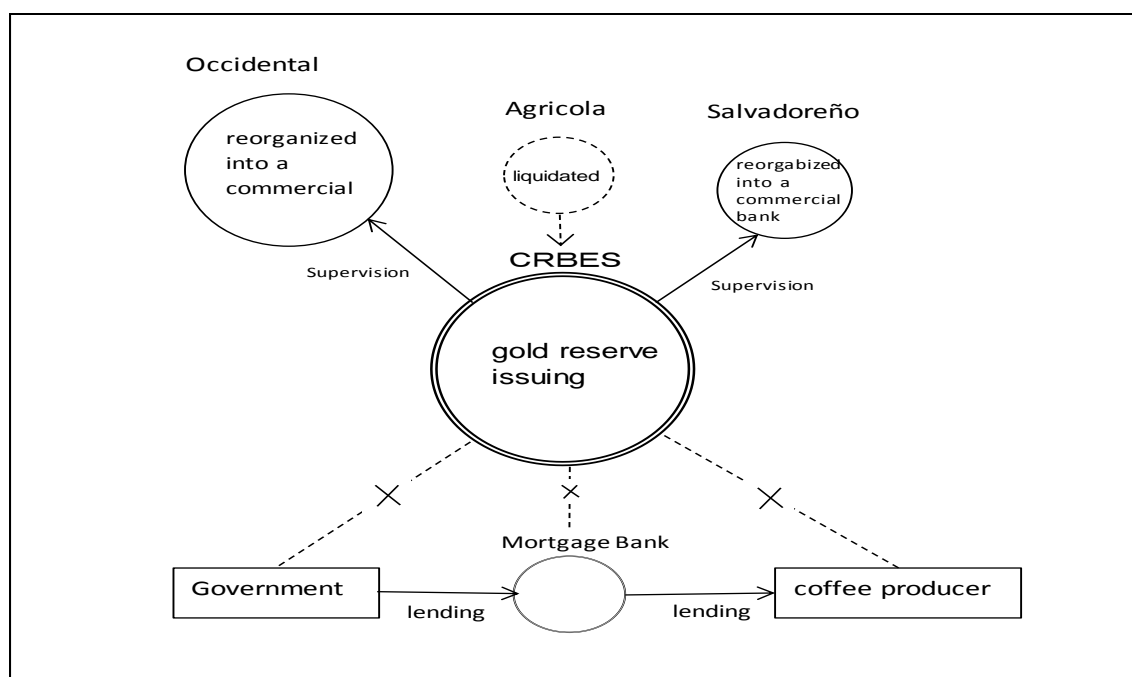 Occidental
Agricola
Salvadoreño
reorganized
into a
commercial
liquidated
reorgabized
into a
commercial
bank
Supervision
CRBES
Supervision
gold reserve
issuing
Mortgage Bank
Government
coffee producer
lending
lending